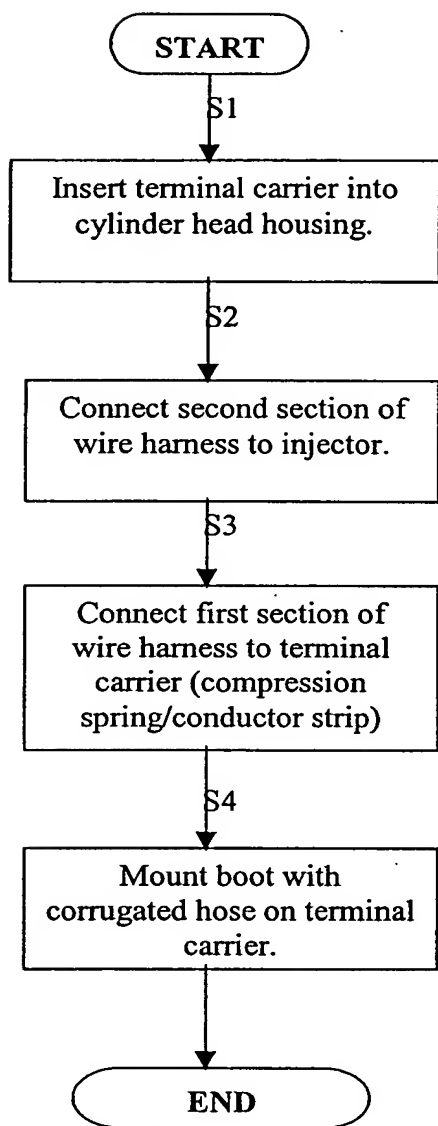 START
S1
Insert terminal carrier into
cylinder head housing.
S2
Connect second section of
wire harness to injector.
S3
Connect first section of
wire harness to terminal
carrier (compression
spring/conductor strip)
S4
Mount boot with
corrugated hose on terminal
carrier.
END